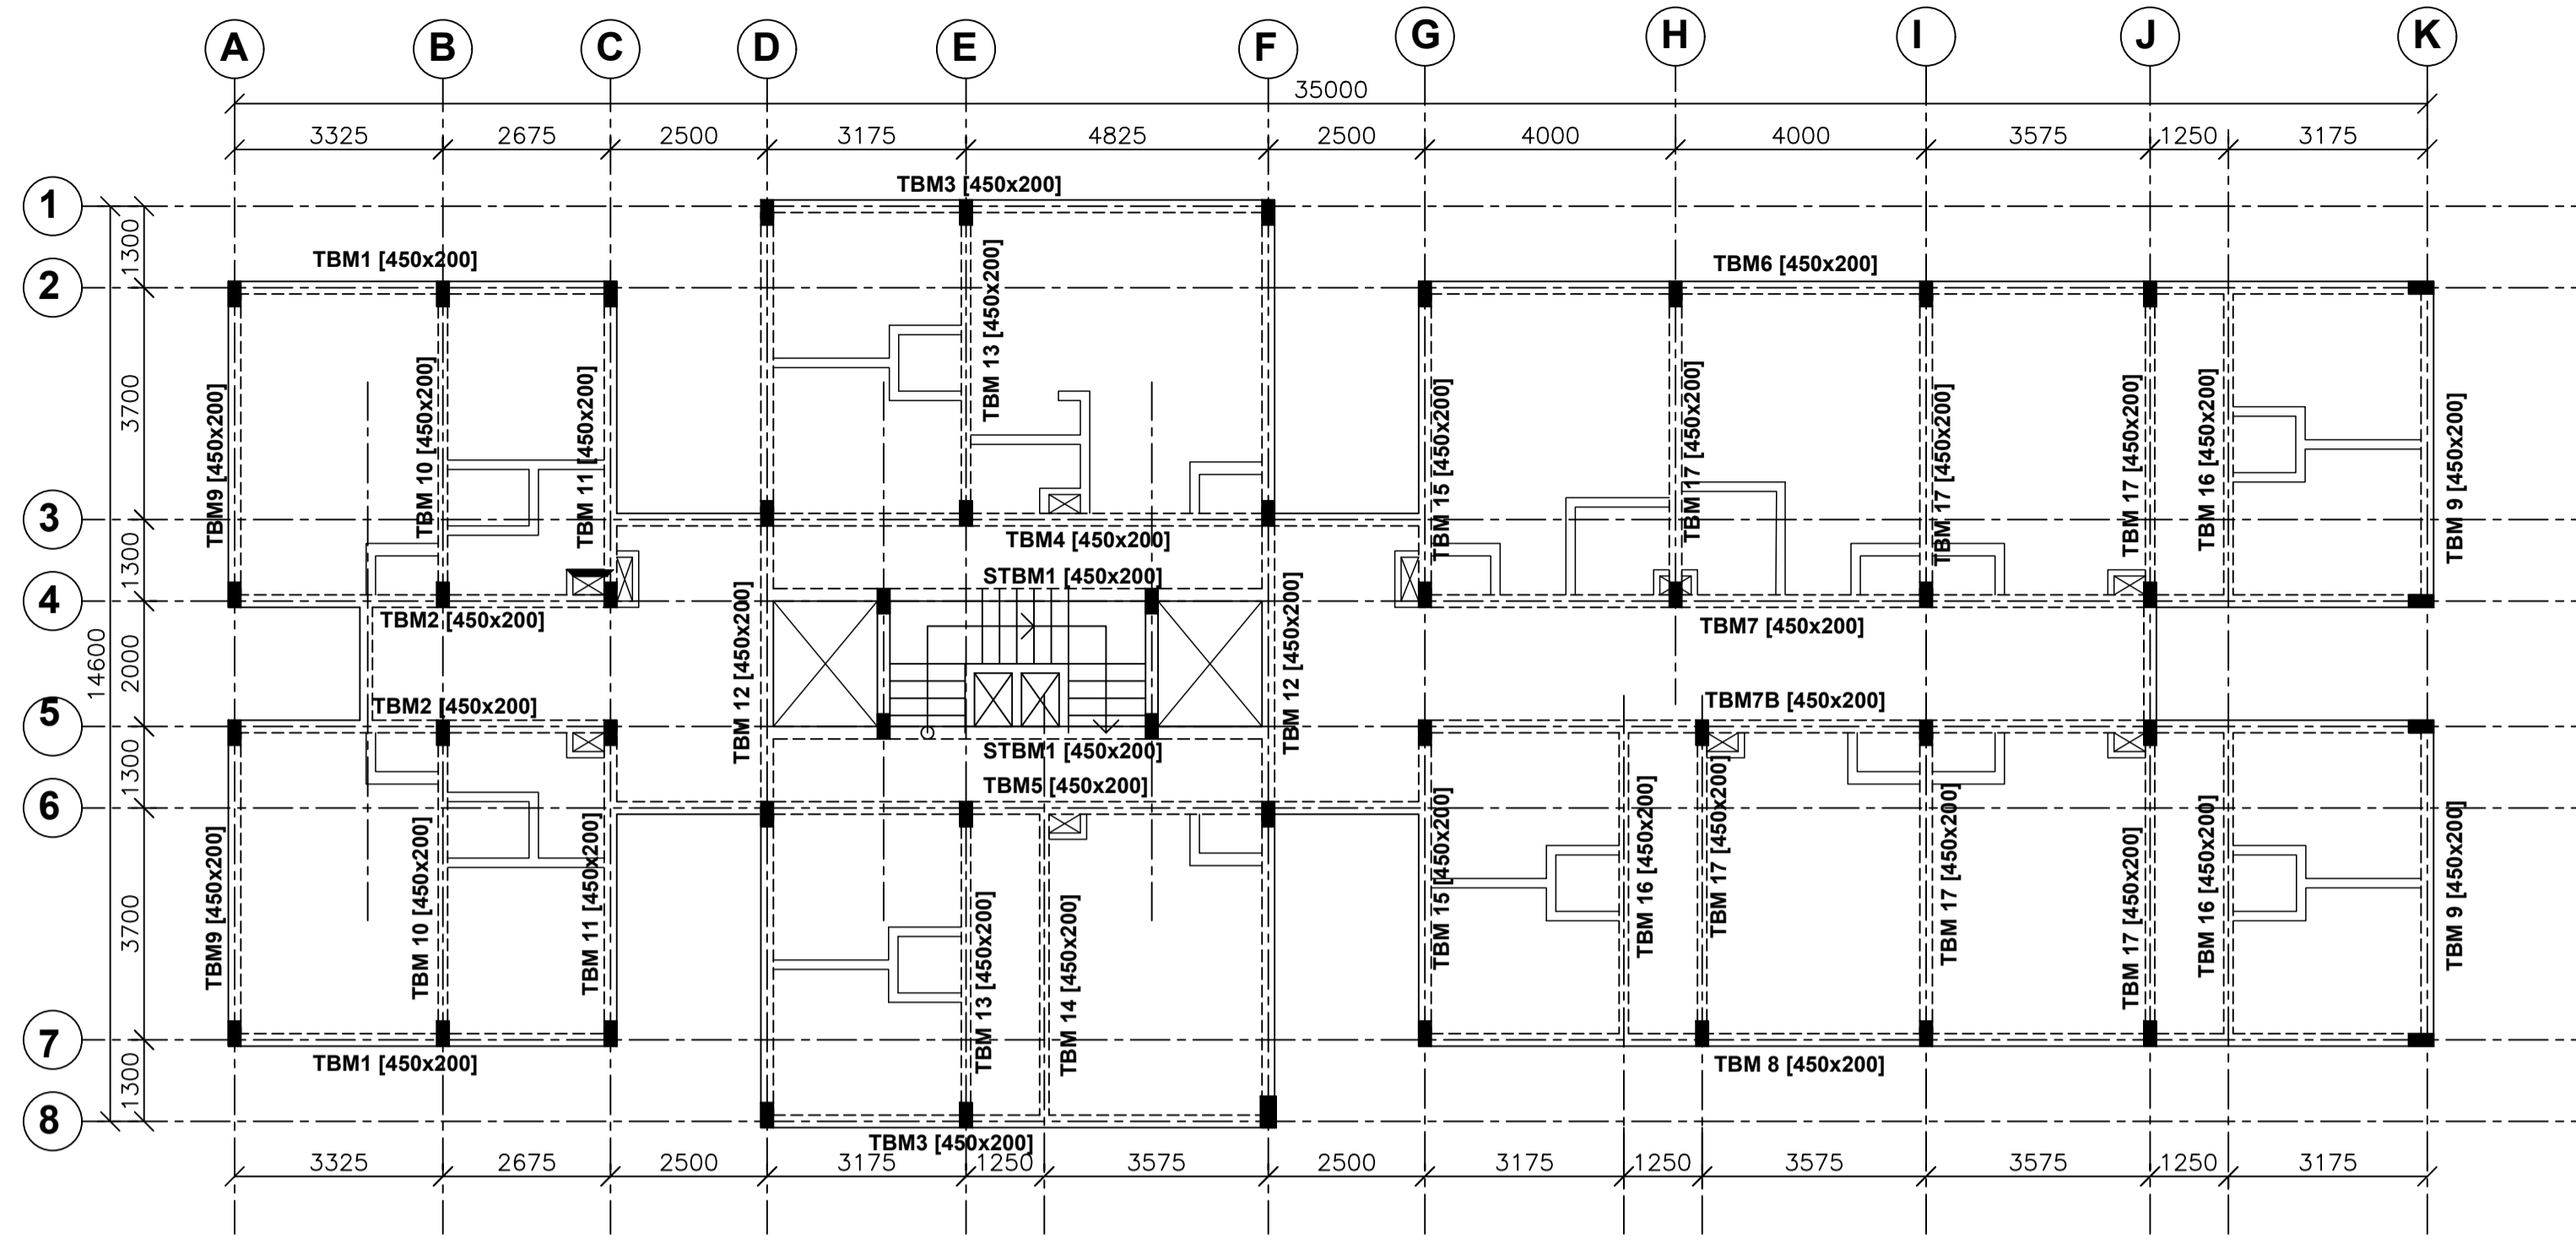 A B C D E F G H I J K
35000
3325 2675 2500 3175 4825 2500 4000 4000 3575 1250 3175
1
2
3
4
5
6
7
8
1300
3700
1300
2000
1300
3700
1300
14600
TBM3 [450x200]
TBM1 [450x200]
TBM6 [450x200]
TBM9 [450x200]
TBM 10 [450x200]
TBM 11 [450x200]
TBM 13 [450x200]
TBM 15 [450x200]
TBM 17 [450x200]
TBM 17 [450x200]
TBM 17 [450x200]
TBM 16 [450x200]
TBM 9 [450x200]
TBM4 [450x200]
STBM1 [450x200]
TBM2 [450x200]
TBM7 [450x200]
TBM 12 [450x200]
TBM 12 [450x200]
TBM2 [450x200]
TBM7B [450x200]
STBM1 [450x200]
TBM5 [450x200]
TBM9 [450x200]
TBM 10 [450x200]
TBM 11 [450x200]
TBM 13 [450x200]
TBM 14 [450x200]
TBM 15 [450x200]
TBM 16 [450x200]
TBM 17 [450x200]
TBM 17 [450x200]
TBM 17 [450x200]
TBM 16 [450x200]
TBM 9 [450x200]
TBM1 [450x200]
TBM 8 [450x200]
TBM3 [450x200]
3325 2675 2500 3175 1250 3575 2500 3175 1250 3575 3575 1250 3175